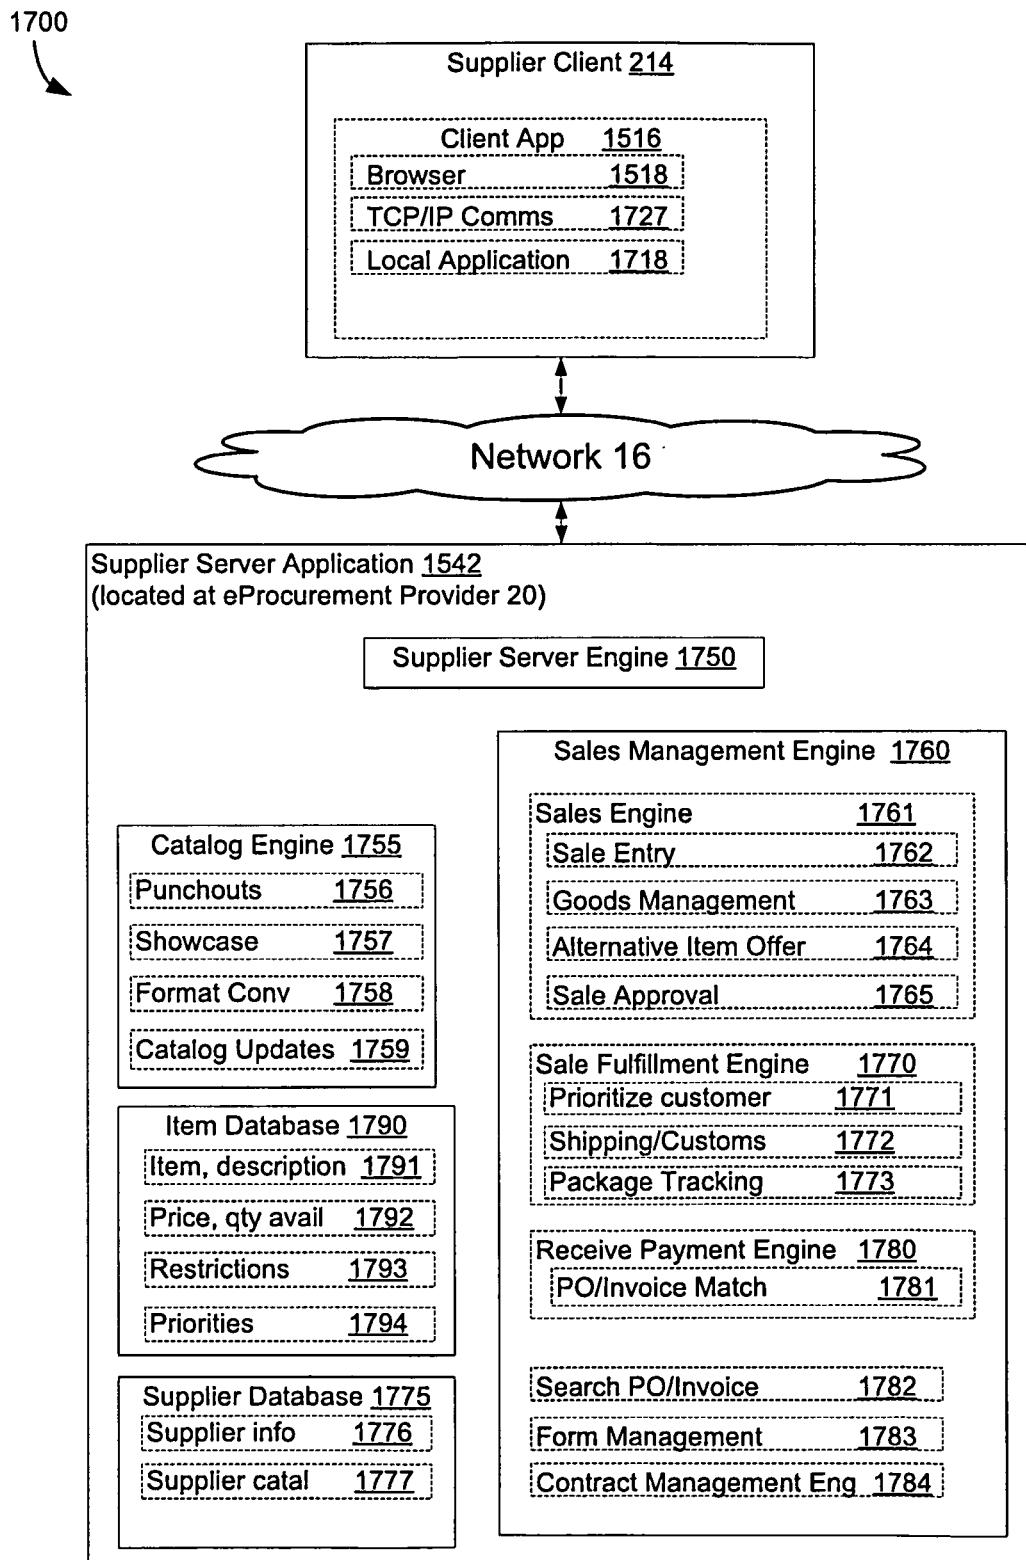 1700
Supplier Client 214
Client App 1516
Browser 1518
TCP/IP Comms 1727
Local Application 1718
Network 16
Supplier Server Application 1542
(located at eProcurement Provider 20)
Supplier Server Engine 1750
Catalog Engine 1755
Punchouts 1756
Showcase 1757
Format Conv 1758
Catalog Updates 1759
Item Database 1790
Item, description 1791
Price, qty avail 1792
Restrictions 1793
Priorities 1794
Supplier Database 1775
Supplier info 1776
Supplier catal 1777
Sales Management Engine 1760
Sales Engine 1761
Sale Entry 1762
Goods Management 1763
Alternative Item Offer 1764
Sale Approval 1765
Sale Fulfillment Engine 1770
Prioritize customer 1771
Shipping/Customs 1772
Package Tracking 1773
Receive Payment Engine 1780
PO/Invoice Match 1781
Search PO/Invoice 1782
Form Management 1783
Contract Management Eng 1784